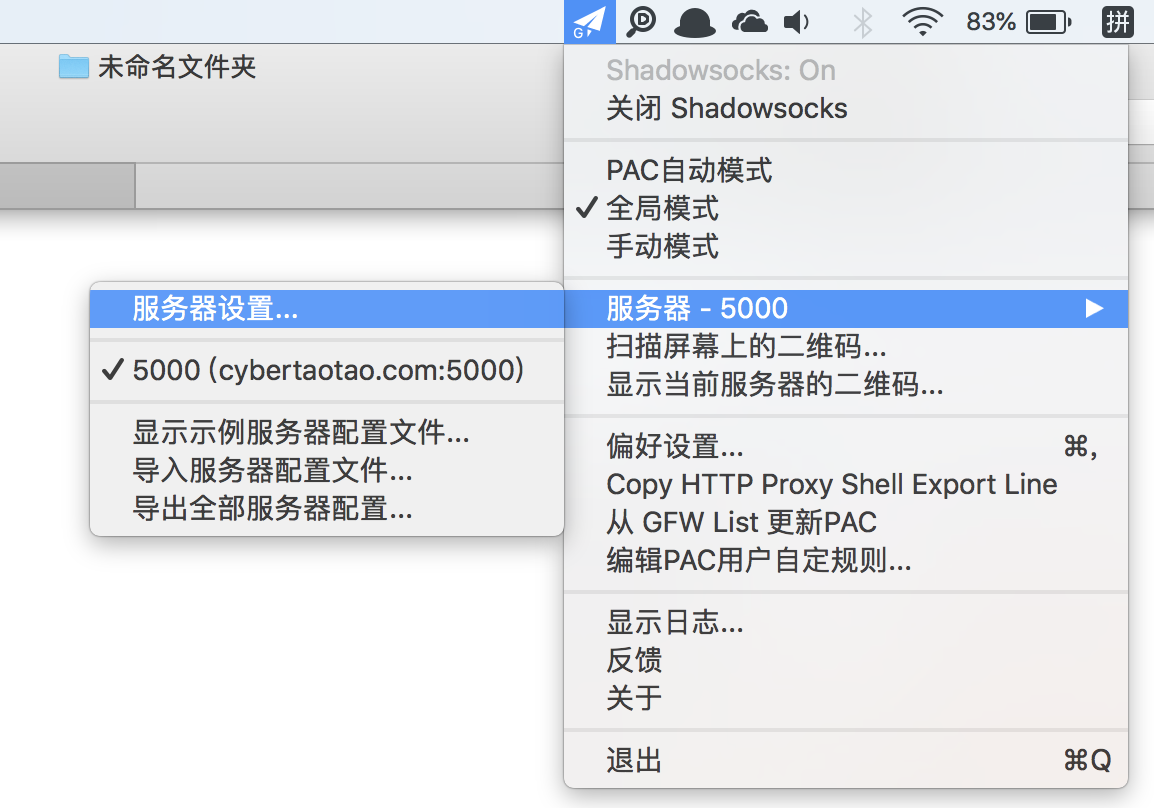 G
D
83%
拼
未命名文件夹
Shadowsocks: On
关闭 Shadowsocks
PAC自动模式
✓ 全局模式
手动模式
服务器 - 5000
扫描屏幕上的二维码...
显示当前服务器的二维码...
偏好设置... ⌘,
Copy HTTP Proxy Shell Export Line
从 GFW List 更新PAC
编辑PAC用户自定规则...
显示日志...
反馈
关于
退出 ⌘Q
服务器设置...
✓ 5000 (cybertaotao.com:5000)
显示示例服务器配置文件...
导入服务器配置文件...
导出全部服务器配置...